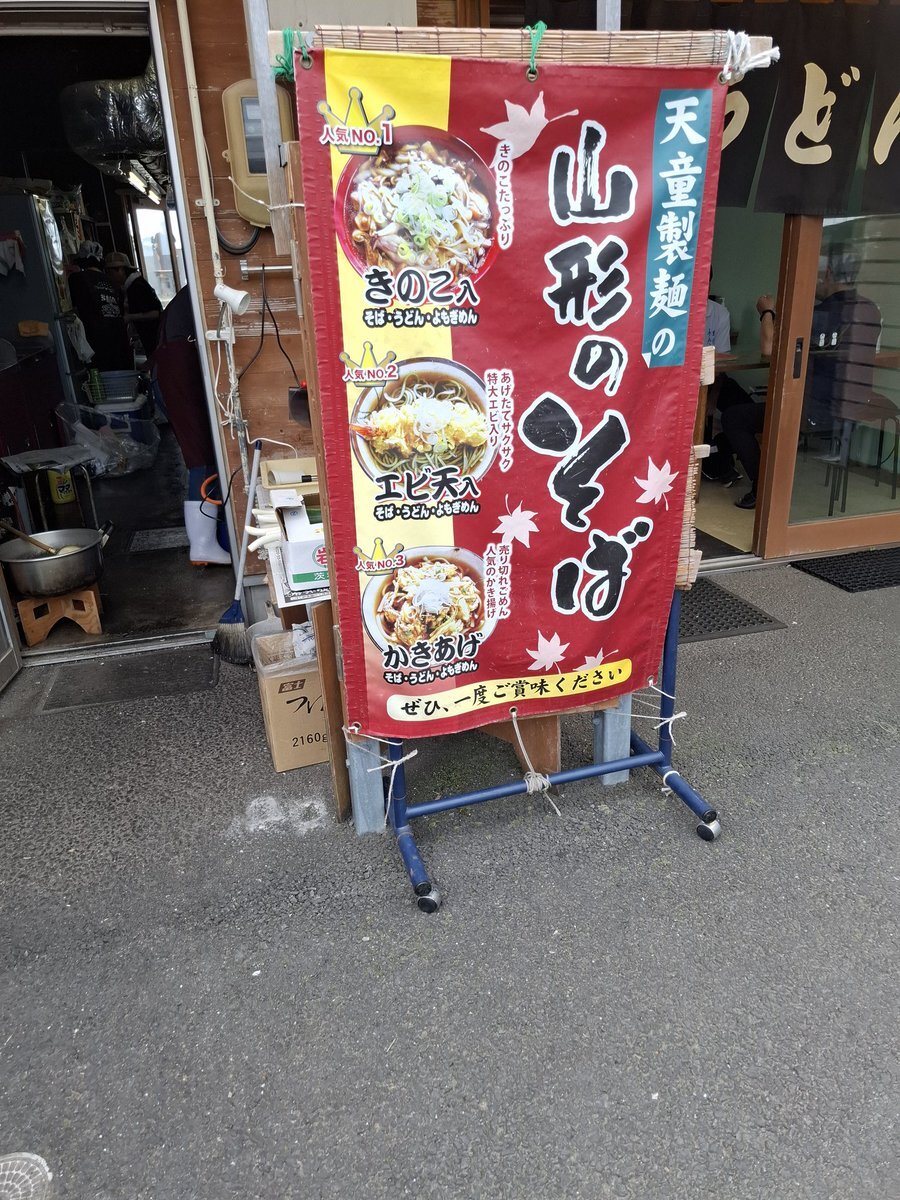 天童製麺の
山形のそば
人気NO.1
きのこたっぷり
きのこ入
そば・うどん・よもぎめん
人気NO.2
あげたてサクサク
特大エビ入り
エビ天入
そば・うどん・よもぎめん
人気NO.3
売り切れごめん
人気のかき揚げ
かきあげ
そば・うどん・よもぎめん
ぜひ、一度ご賞味ください
うどん
富士
2160g
茨城